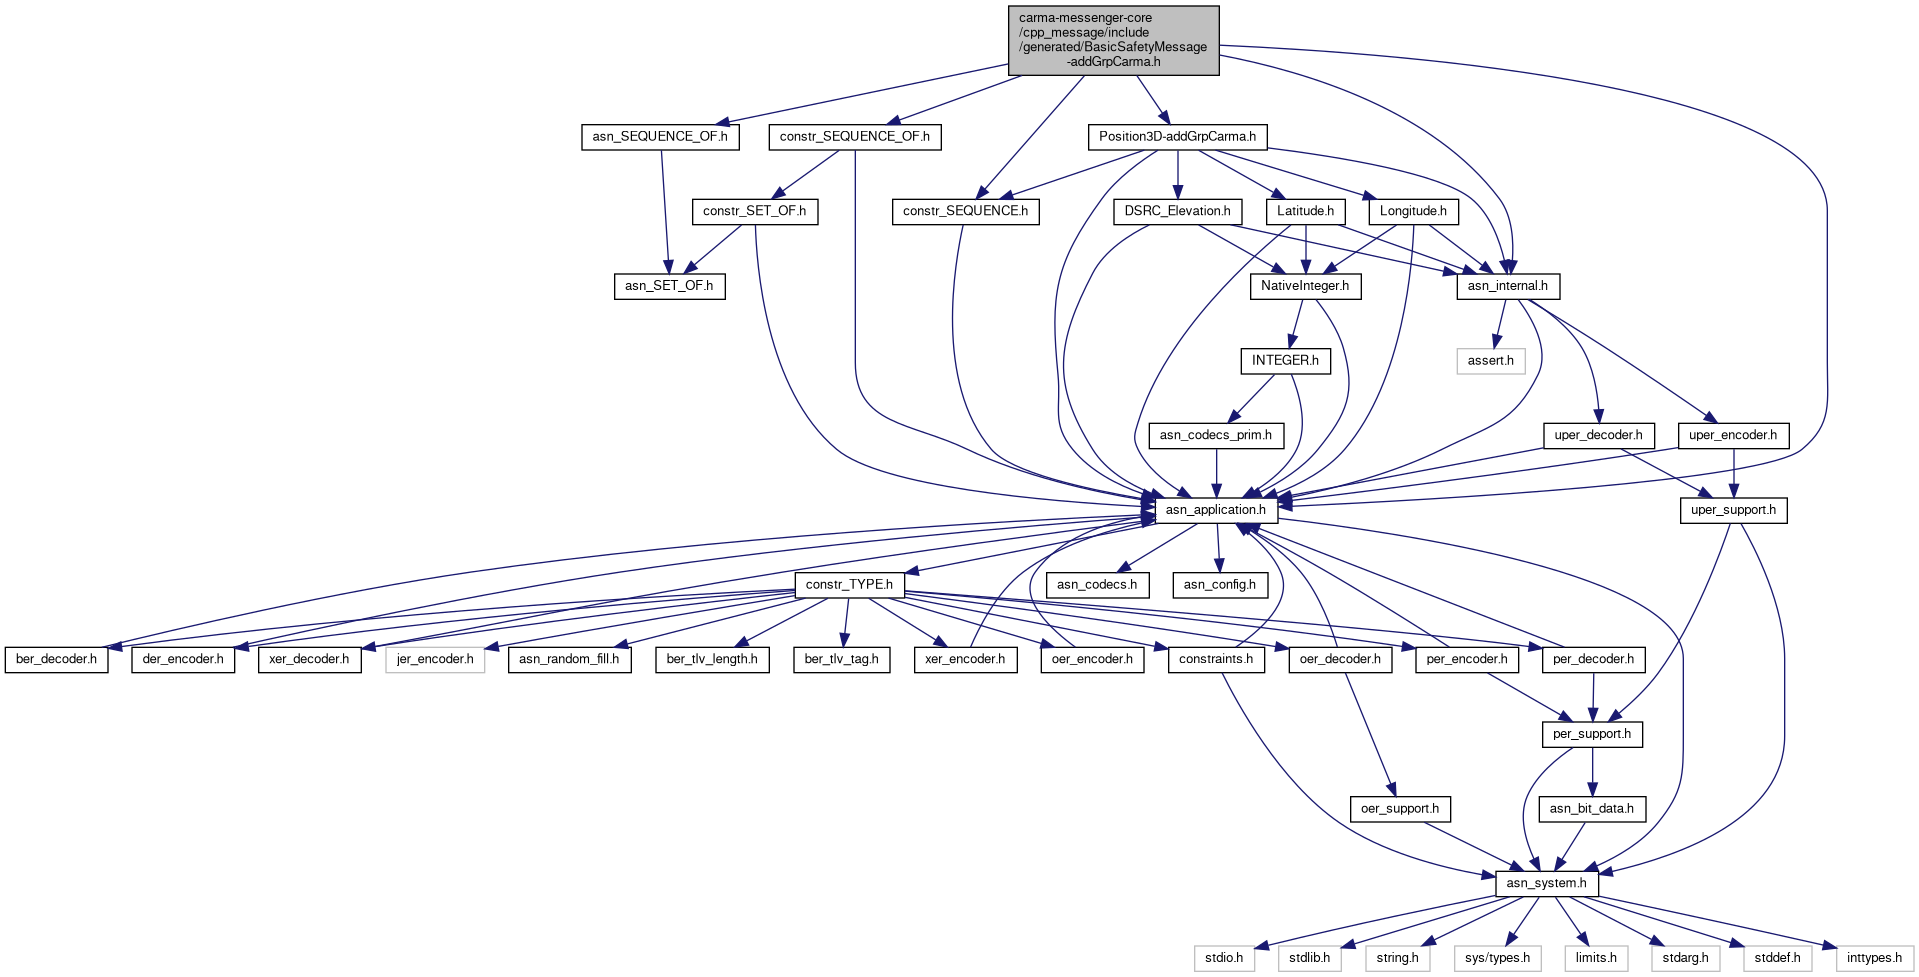 carma-messenger-core
/cpp_message/include
/generated/BasicSafetyMessage
-addGrpCarma.h
asn_SEQUENCE_OF.h
constr_SEQUENCE_OF.h
Position3D-addGrpCarma.h
constr_SET_OF.h
constr_SEQUENCE.h
DSRC_Elevation.h
Latitude.h
Longitude.h
asn_SET_OF.h
NativeInteger.h
asn_internal.h
INTEGER.h
assert.h
asn_codecs_prim.h
uper_decoder.h
uper_encoder.h
asn_application.h
uper_support.h
constr_TYPE.h
asn_codecs.h
asn_config.h
ber_decoder.h
der_encoder.h
xer_decoder.h
jer_encoder.h
asn_random_fill.h
ber_tlv_length.h
ber_tlv_tag.h
xer_encoder.h
oer_encoder.h
constraints.h
oer_decoder.h
per_encoder.h
per_decoder.h
per_support.h
oer_support.h
asn_bit_data.h
asn_system.h
stdio.h
stdlib.h
string.h
sys/types.h
limits.h
stdarg.h
stddef.h
inttypes.h